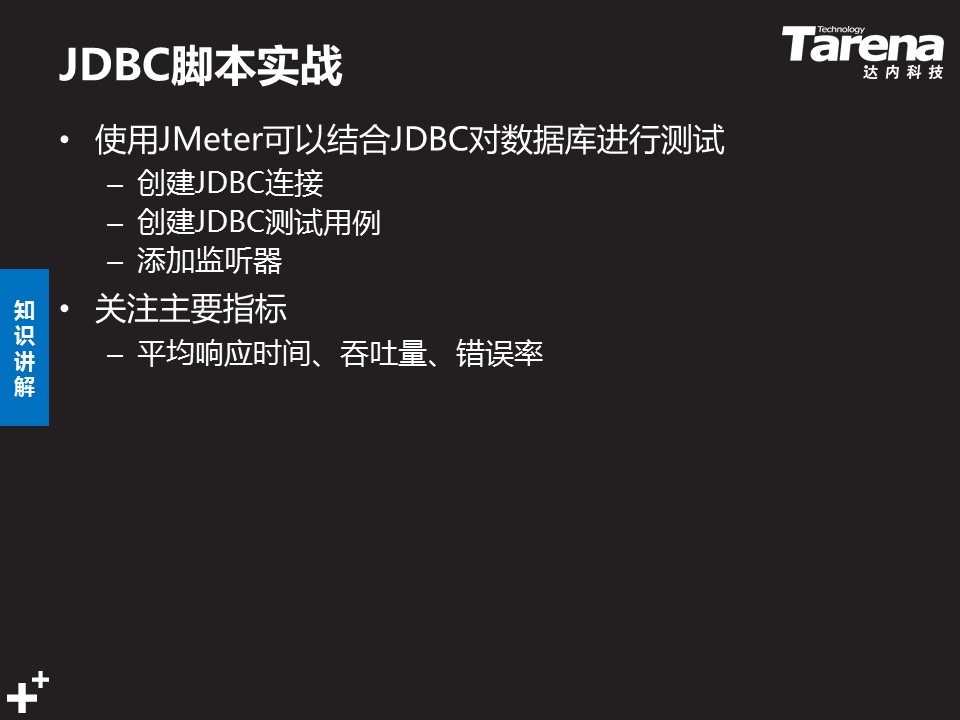 JDBC脚本实战
Technology
Tarena
达内科技
• 使用JMeter可以结合JDBC对数据库进行测试
– 创建JDBC连接
– 创建JDBC测试用例
– 添加监听器
• 关注主要指标
– 平均响应时间、吞吐量、错误率
知
识
讲
解